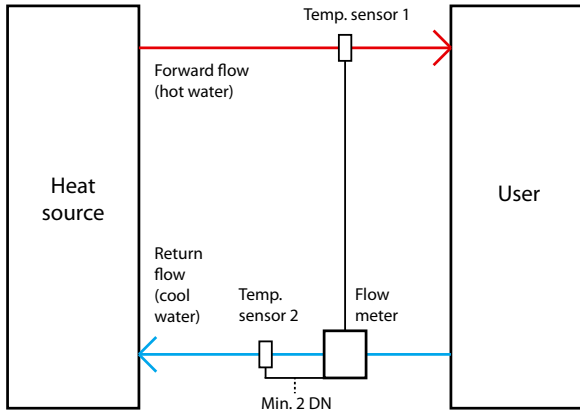 Temp. sensor 1
Forward flow
(hot water)
Heat
source
User
Return
flow
(cool
water)
Temp.
sensor 2
Flow
meter
Min. 2 DN